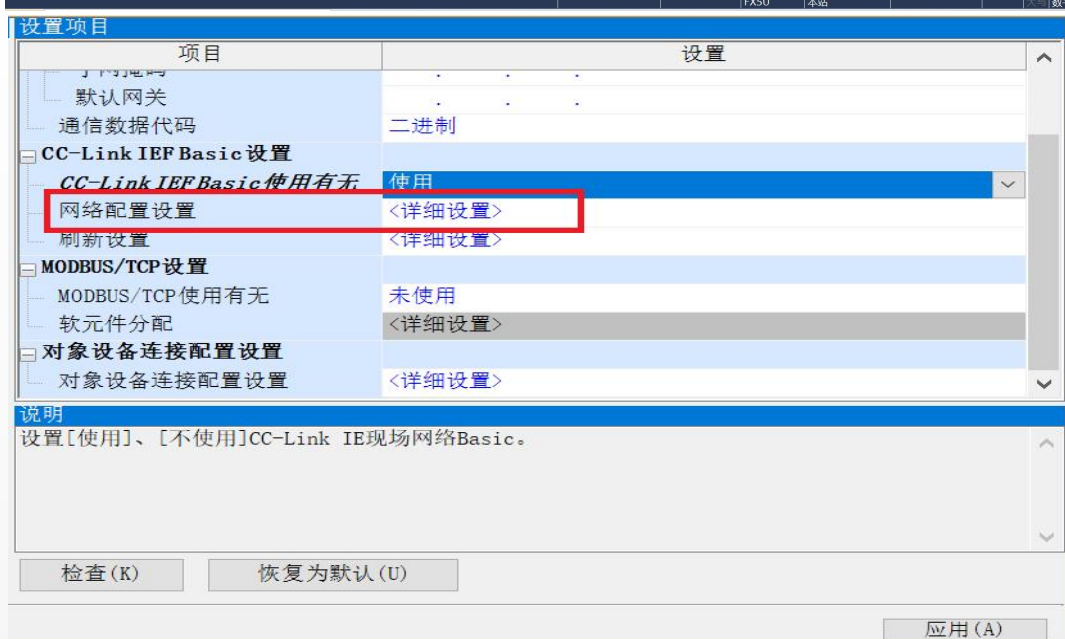 FX5U 本站
设置项目
项目 设置
子网掩码 . . .
默认网关 . . .
通信数据代码 二进制
CC-Link IEF Basic设置
CC-Link IEF Basic使用有无 使用
网络配置设置 <详细设置>
刷新设置 <详细设置>
MODBUS/TCP设置
MODBUS/TCP使用有无 未使用
软元件分配 <详细设置>
对象设备连接配置设置
对象设备连接配置设置 <详细设置>
说明
设置[使用]、[不使用]CC-Link IE现场网络Basic。
检查(K) 恢复为默认(U)
应用(A)